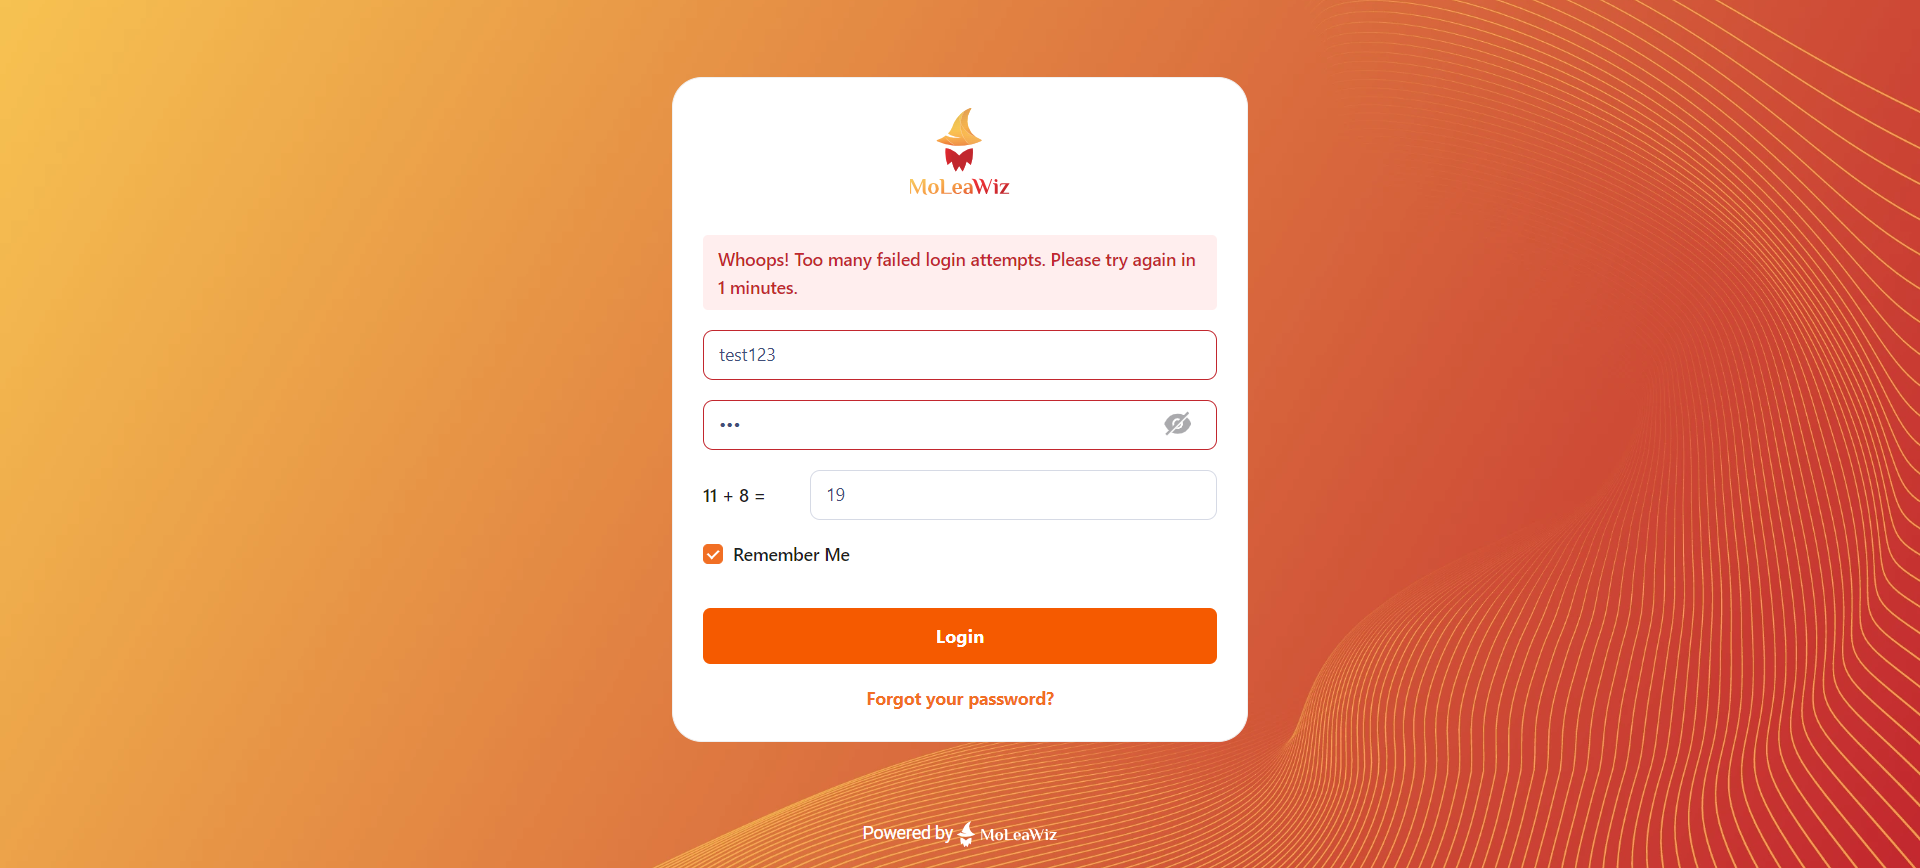 MoLeaWiz
Whoops! Too many failed login attempts. Please try again in
1 minutes.
test123
•••
11 + 8 =
19
Remember Me
Login
Forgot your password?
Powered by MoLeaWiz